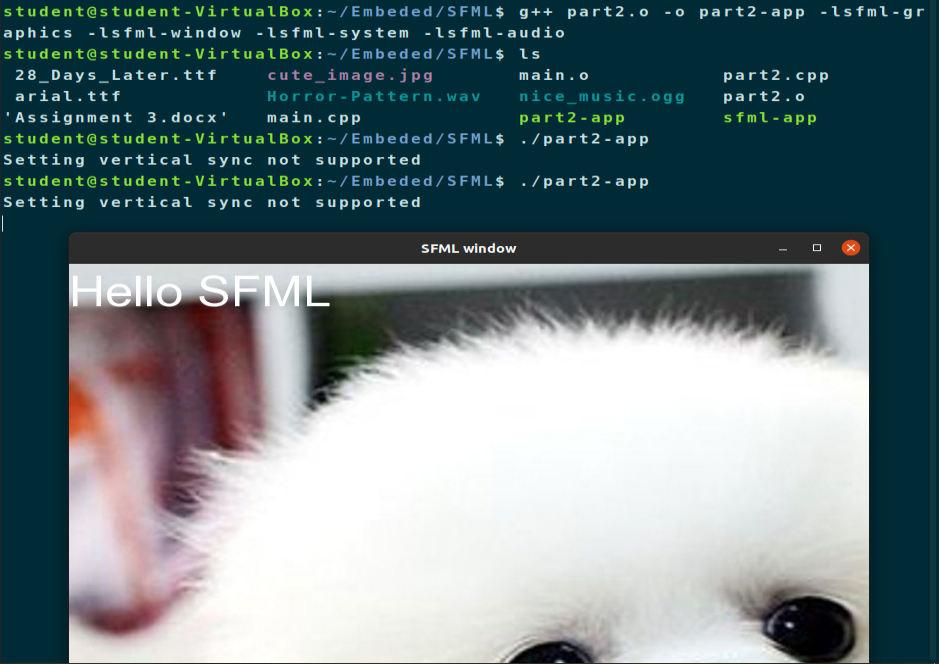 student@student-VirtualBox:~/Embeded/SFML$ g++ part2.o -o part2-app -lsfml-gr
aphics -lsfml-window -lsfml-system -lsfml-audio
student@student-VirtualBox:~/Embeded/SFML$ ls
28_Days_Later.ttf cute_image.jpg main.o part2.cpp
arial.ttf Horror-Pattern.wav nice_music.ogg part2.o
'Assignment 3.docx' main.cpp part2-app sfml-app
student@student-VirtualBox:~/Embeded/SFML$ ./part2-app
Setting vertical sync not supported
student@student-VirtualBox:~/Embeded/SFML$ ./part2-app
Setting vertical sync not supported
SFML window
Hello SFML